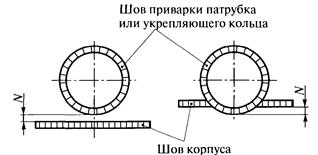 Шов приварки патрубка
или укрепляющего кольца
N
N
Шов корпуса